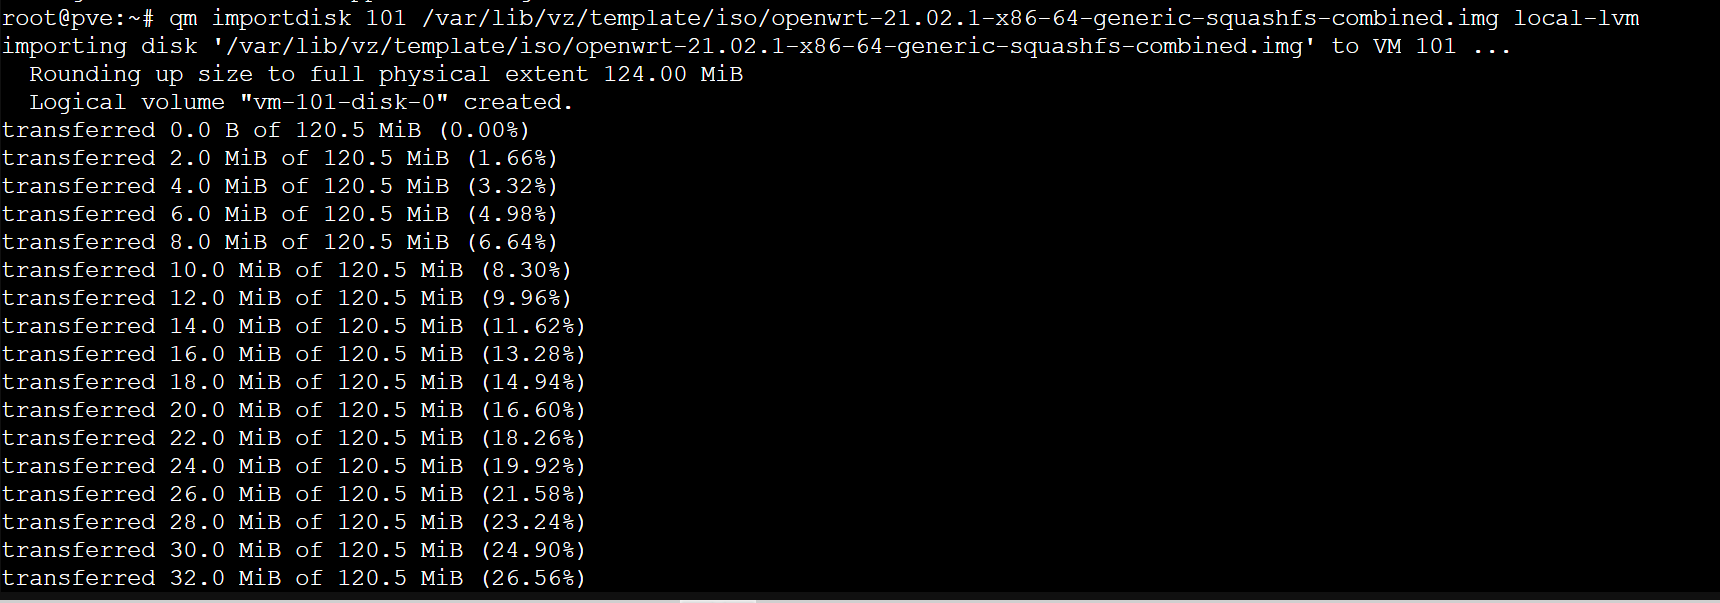 root@pve:~# qm importdisk 101 /var/lib/vz/template/iso/openwrt-21.02.1-x86-64-generic-squashfs-combined.img local-lvm
importing disk '/var/lib/vz/template/iso/openwrt-21.02.1-x86-64-generic-squashfs-combined.img' to VM 101 ...
  Rounding up size to full physical extent 124.00 MiB
  Logical volume "vm-101-disk-0" created.
transferred 0.0 B of 120.5 MiB (0.00%)
transferred 2.0 MiB of 120.5 MiB (1.66%)
transferred 4.0 MiB of 120.5 MiB (3.32%)
transferred 6.0 MiB of 120.5 MiB (4.98%)
transferred 8.0 MiB of 120.5 MiB (6.64%)
transferred 10.0 MiB of 120.5 MiB (8.30%)
transferred 12.0 MiB of 120.5 MiB (9.96%)
transferred 14.0 MiB of 120.5 MiB (11.62%)
transferred 16.0 MiB of 120.5 MiB (13.28%)
transferred 18.0 MiB of 120.5 MiB (14.94%)
transferred 20.0 MiB of 120.5 MiB (16.60%)
transferred 22.0 MiB of 120.5 MiB (18.26%)
transferred 24.0 MiB of 120.5 MiB (19.92%)
transferred 26.0 MiB of 120.5 MiB (21.58%)
transferred 28.0 MiB of 120.5 MiB (23.24%)
transferred 30.0 MiB of 120.5 MiB (24.90%)
transferred 32.0 MiB of 120.5 MiB (26.56%)